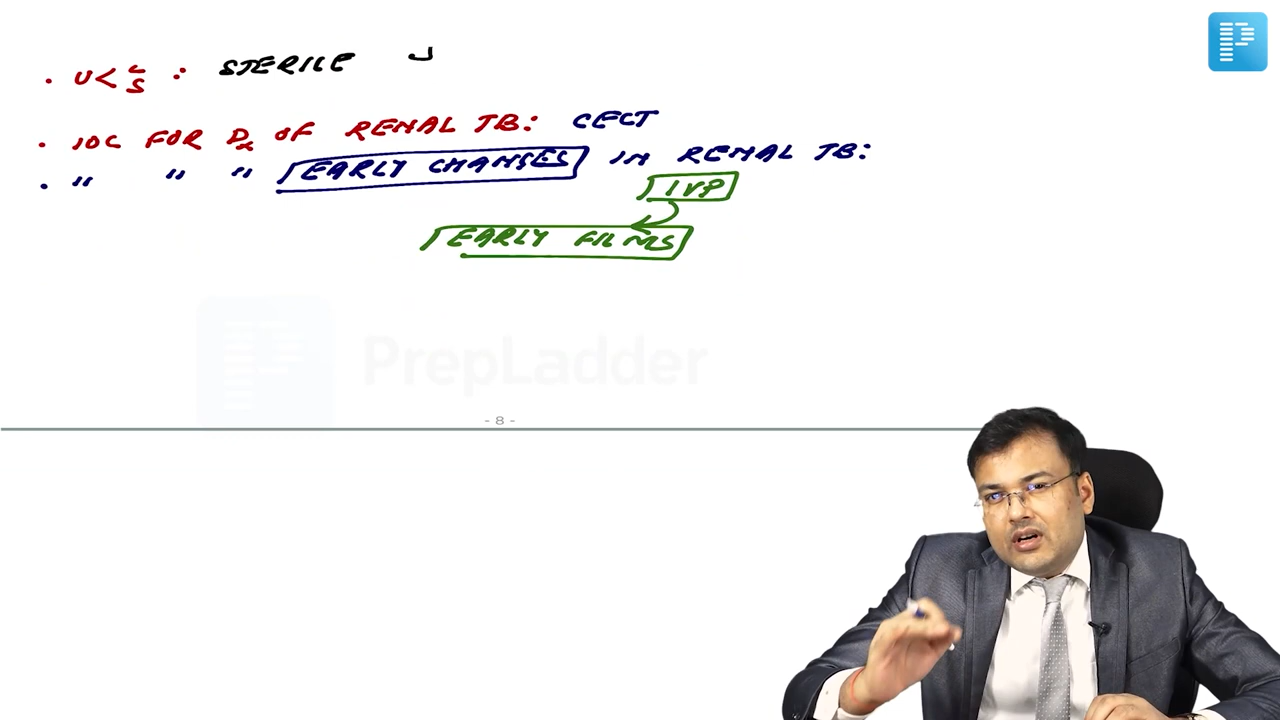 • U< C/S : STERILE
• IOC FOR Dx OF RENAL TB: CECT
• " " " EARLY CHANGES IN RENAL TB:
IVP
EARLY FILMS
PrepLadder
- 8 -